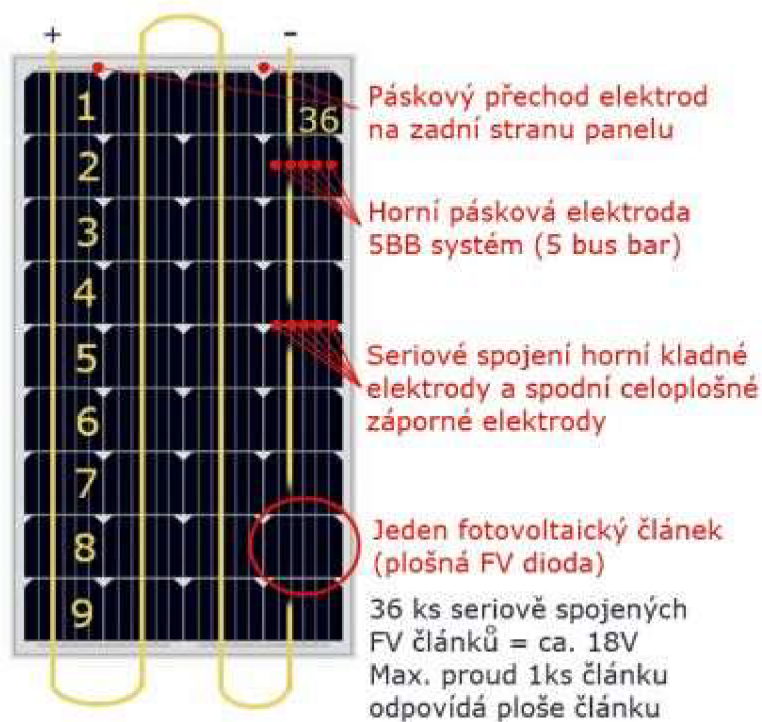 +
-
1
36
2
3
4
5
6
7
8
9
Páskový přechod elektrod
na zadní stranu panelu
Horní pásková elektroda
5BB systém (5 bus bar)
Seriové spojení horní kladné
elektrody a spodní celoplošné
záporné elektrody
Jeden fotovoltaický článek
(plošná FV dioda)
36 ks seriově spojených
FV článků = ca. 18V
Max. proud 1ks článku
odpovídá ploše článku